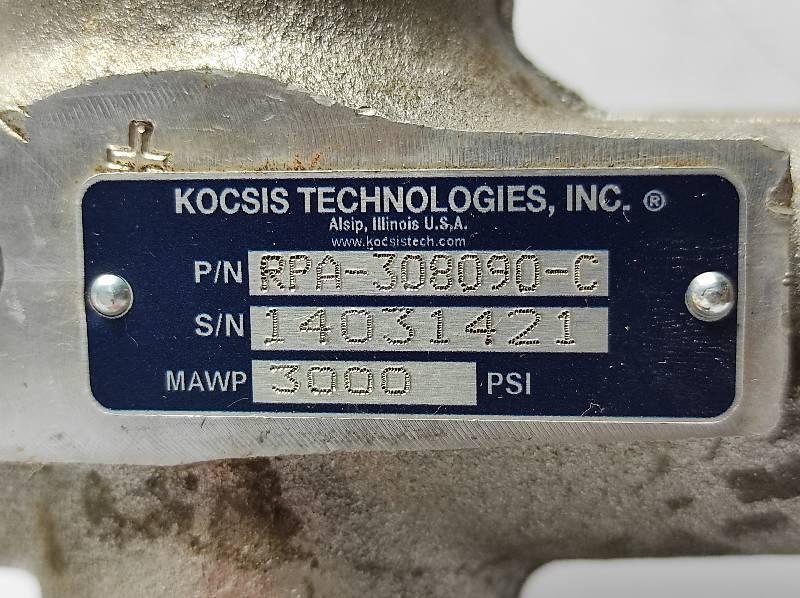 KOCSIS TECHNOLOGIES, INC. ®
Alsip, Illinois U.S.A.
www.kocsistech.com
P/N RPA-308090-C
S/N 14031421
MAWP 3000 PSI